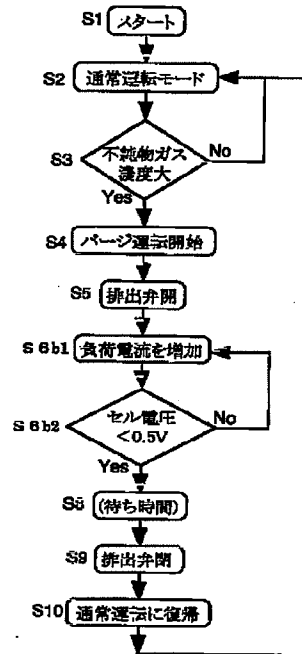 S1 スタート
S2 通常運転モード
S3 不純物ガス
濃度大
No
Yes
S4 パージ運転開始
S5 排出弁開
S6b1 負荷電流を増加
S6b2 セル電圧
<0.5V
No
Yes
S8 (待ち時間)
S9 排出弁閉
S10 通常運転に復帰